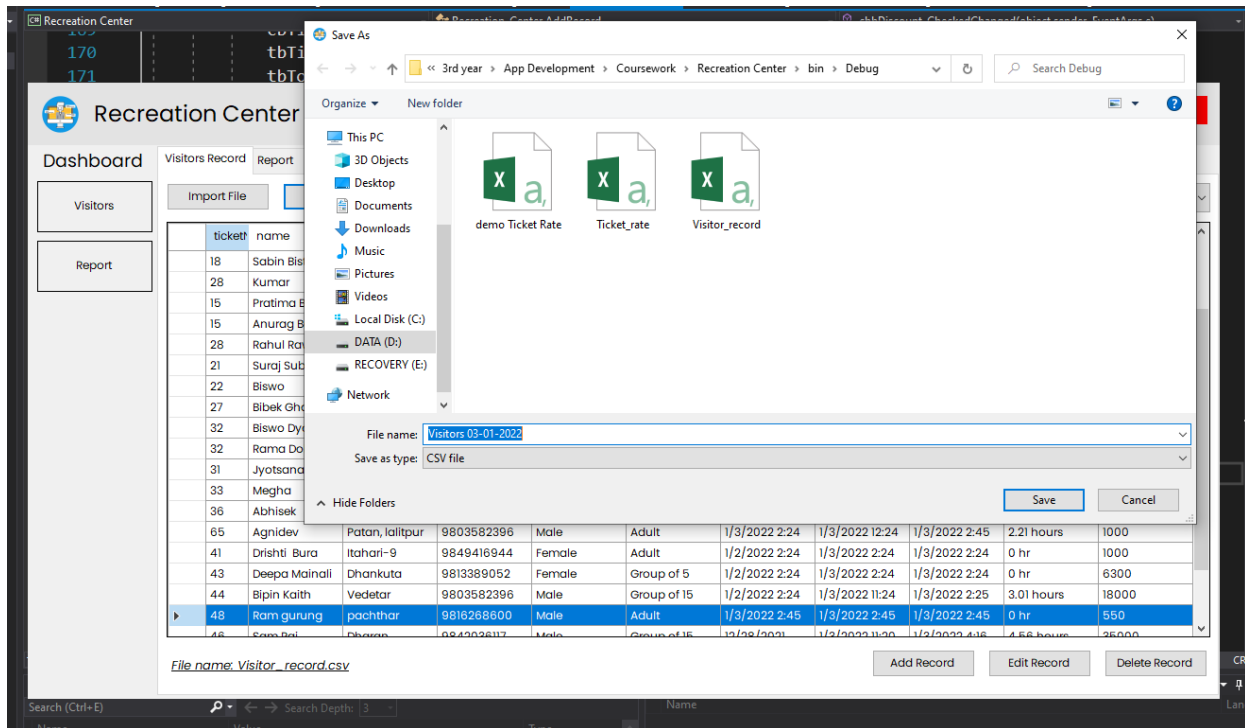 Recreation Center
170
tbTi
171
Save As
3rd year > App Development > Coursework > Recreation Center > bin > Debug
Search Debug
Organize
New folder
This PC
3D Objects
Desktop
Documents
Downloads
Music
Pictures
Videos
Local Disk (C:)
DATA (D:)
RECOVERY (E:)
Network
demo Ticket Rate
Ticket_rate
Visitor_record
File name: Visitors 03-01-2022
Save as type: CSV file
Hide Folders
Save
Cancel
Recreation Center
Dashboard
Visitors
Report
Visitors Record
Report
Import File
name
18 Sabin Bis
28 Kumar
15 Pratima B
15 Anurag B
28 Rahul Ra
21 Suraj Sub
22 Biswo
27 Bibek Gh
32 Biswo Dy
32 Rama Do
31 Jyotsana
33 Megha
36 Abhisek
65 Agnidev Patan, lalitpur 9803582396 Male Adult 1/3/2022 2:24 1/3/2022 12:24 1/3/2022 2:45 2.21 hours 1000
41 Drishti Bura Itahari-9 9849416944 Female Adult 1/2/2022 2:24 1/3/2022 2:24 1/3/2022 2:24 0 hr 1000
43 Deepa Mainali Dhankuta 9813389052 Female Group of 5 1/2/2022 2:24 1/3/2022 2:24 1/3/2022 2:24 0 hr 6300
44 Bipin Kaith Vedetar 9803582396 Male Group of 15 1/2/2022 2:24 1/3/2022 11:24 1/3/2022 2:25 3.01 hours 18000
48 Ram gurung pachthar 9816268600 Male Adult 1/3/2022 2:45 1/3/2022 2:45 1/3/2022 2:45 0 hr 550
File name: Visitor_record.csv
Add Record
Edit Record
Delete Record
Search (Ctrl+E)
Search Depth: 3
Name
Lan